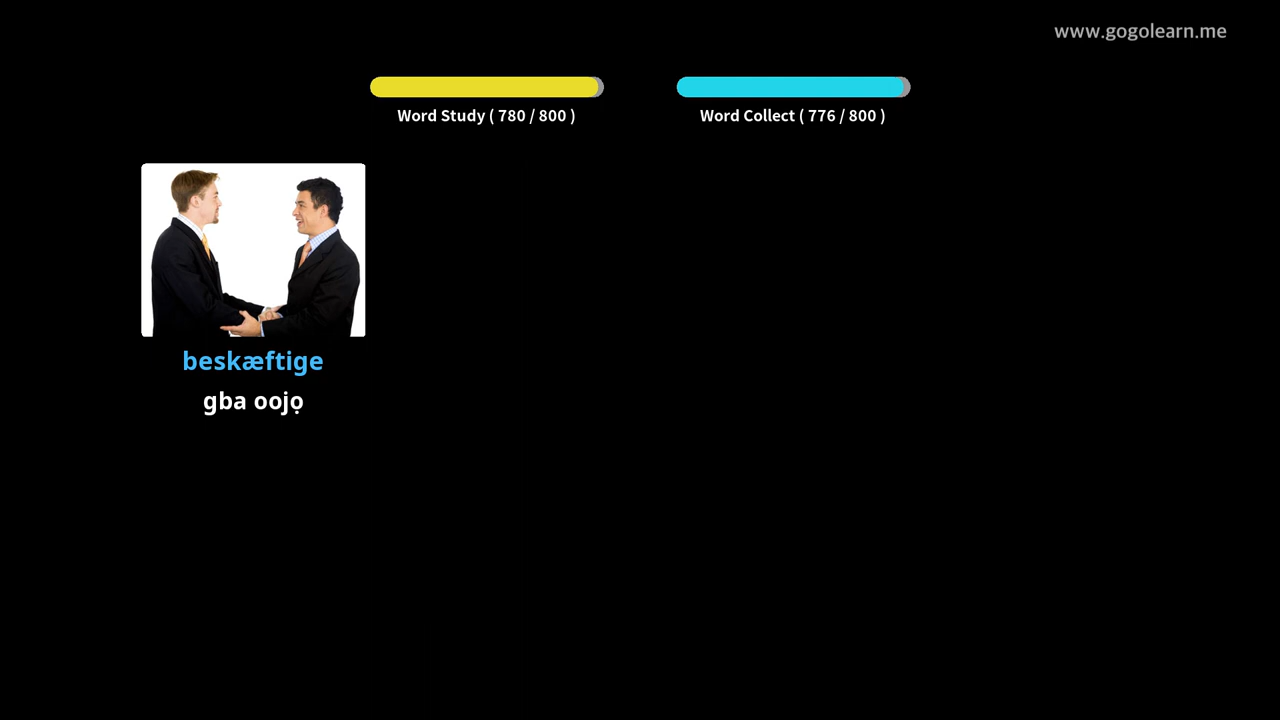 www.gogolearn.me
Word Study ( 780 / 800 )
Word Collect ( 776 / 800 )
beskæftige
gba oojọ